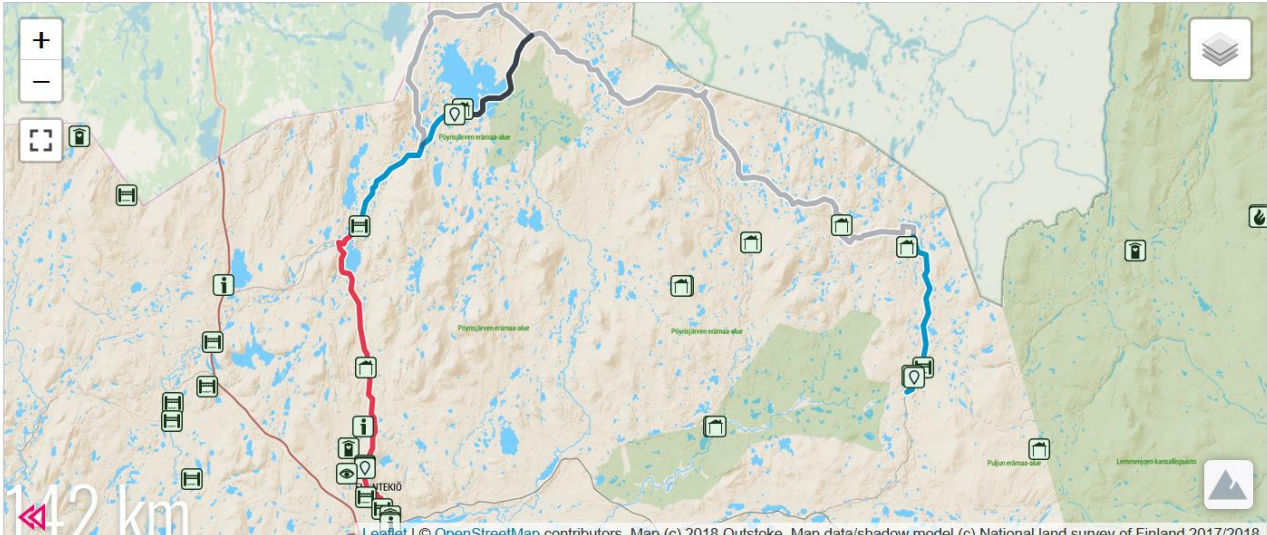 +
−
Pöyrisjärven erämaa-alue
Pöyrisjärven erämaa-alue
Pöyrisjärven erämaa-alue
Puljun erämaa-alue
Lemmenjoen kansallispuisto
142 km
Leaflet | © OpenStreetMap contributors, Map (c) 2018 Outstoke, Map data/shadow model (c) National land survey of Finland 2017/2018